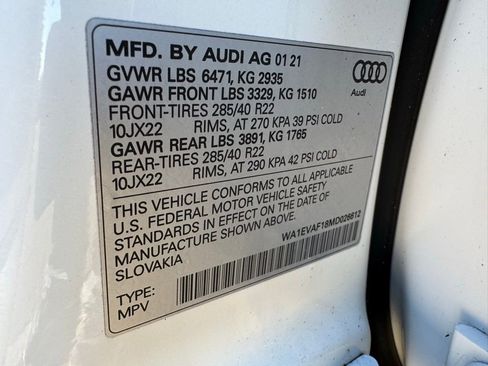 MFD. BY AUDI AG 01 21
GVWR LBS 6471, KG 2935
GAWR FRONT LBS 3329, KG 1510
FRONT-TIRES 285/40 R22
10JX22 RIMS, AT 270 KPA 39 PSI COLD
GAWR REAR LBS 3891, KG 1765
REAR-TIRES 285/40 R22
10JX22 RIMS, AT 290 KPA 42 PSI COLD
THIS VEHICLE CONFORMS TO ALL APPLICABLE
U.S. FEDERAL MOTOR VEHICLE SAFETY
STANDARDS IN EFFECT ON THE DATE OF
MANUFACTURE SHOWN ABOVE.
SLOVAKIA
Audi
WA1EVAF18MD026612
TYPE:
MPV